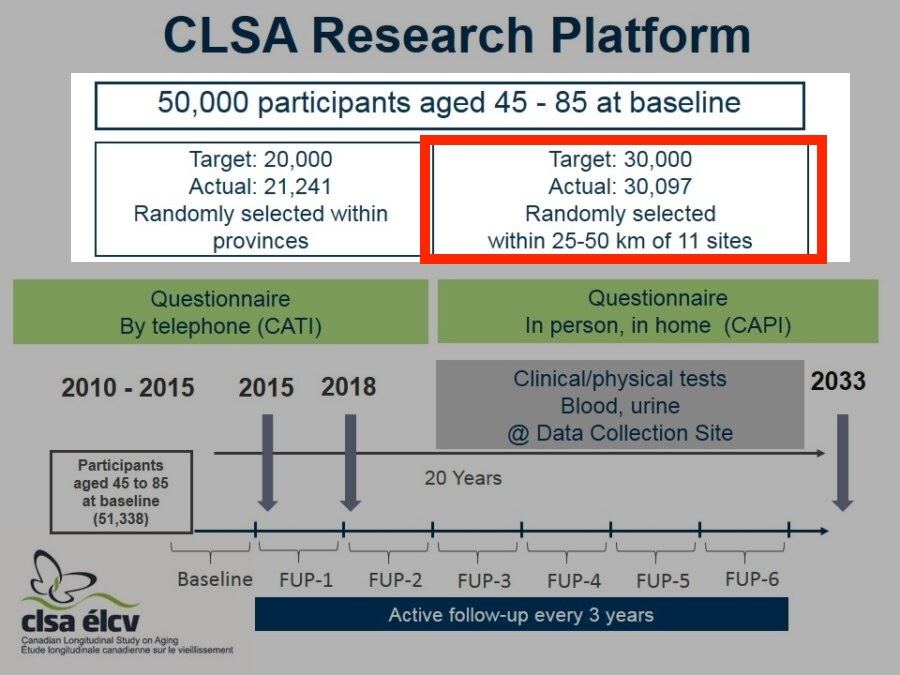 CLSA Research Platform
50,000 participants aged 45 - 85 at baseline
Target: 20,000
Actual: 21,241
Randomly selected within
provinces
Target: 30,000
Actual: 30,097
Randomly selected
within 25-50 km of 11 sites
Questionnaire
By telephone (CATI)
Questionnaire
In person, in home (CAPI)
Clinical/physical tests
Blood, urine
@ Data Collection Site
2010 - 2015
2015
2018
2033
Participants
aged 45 to 85
at baseline
(51,338)
20 Years
Baseline
FUP-1
FUP-2
FUP-3
FUP-4
FUP-5
FUP-6
Active follow-up every 3 years
clsa élcv
Canadian Longitudinal Study on Aging
Étude longitudinale canadienne sur le vieillissement